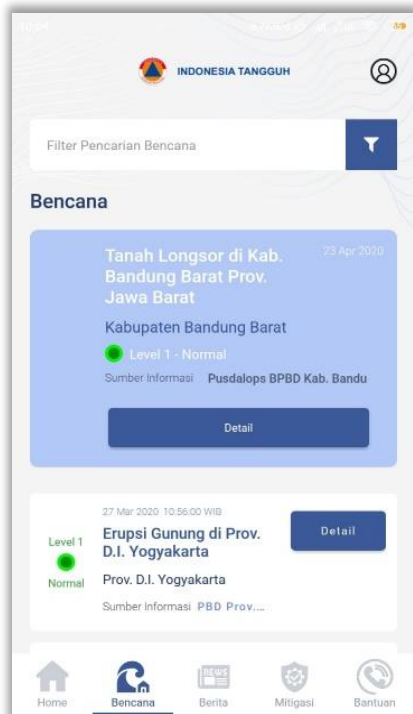 INDONESIA TANGGUH
Filter Pencarian Bencana
Bencana
Tanah Longsor di Kab.
Bandung Barat Prov.
Jawa Barat
23 Apr 2020
Kabupaten Bandung Barat
Level 1 - Normal
Sumber Informasi Pusdalops BPBD Kab. Bandu
Detail
27 Mar 2020 10:56:00 WIB
Erupsi Gunung di Prov.
D.I. Yogyakarta
Detail
Level 1
Normal
Prov. D.I. Yogyakarta
Sumber Informasi PBD Prov....
NEWS
Home Bencana Berita Mitigasi Bantuan